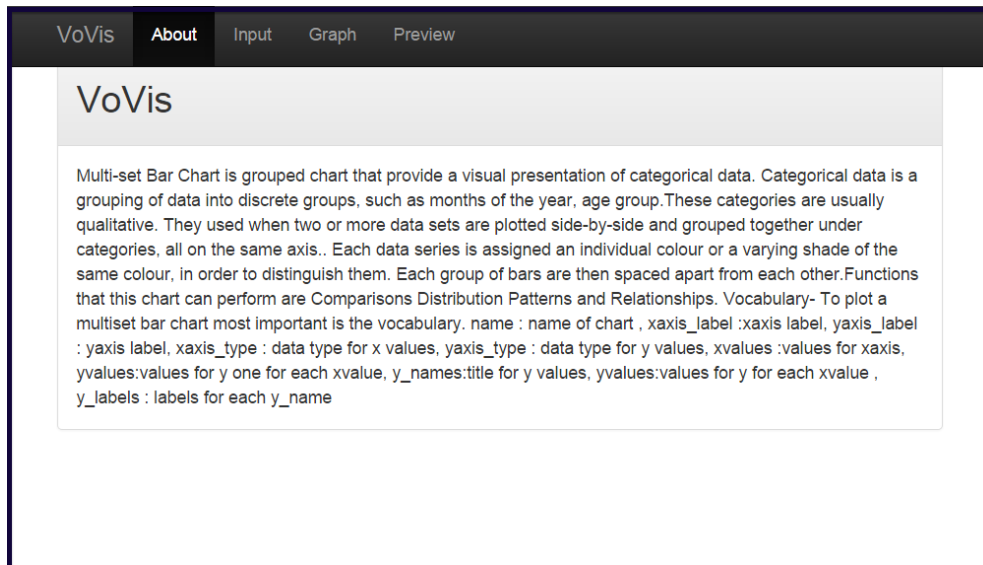 VoVis About Input Graph Preview
VoVis
Multi-set Bar Chart is grouped chart that provide a visual presentation of categorical data. Categorical data is a
grouping of data into discrete groups, such as months of the year, age group.These categories are usually
qualitative. They used when two or more data sets are plotted side-by-side and grouped together under
categories, all on the same axis.. Each data series is assigned an individual colour or a varying shade of the
same colour, in order to distinguish them. Each group of bars are then spaced apart from each other.Functions
that this chart can perform are Comparisons Distribution Patterns and Relationships. Vocabulary- To plot a
multiset bar chart most important is the vocabulary. name : name of chart , xaxis_label :xaxis label, yaxis_label
: yaxis label, xaxis_type : data type for x values, yaxis_type : data type for y values, xvalues :values for xaxis,
yvalues:values for y one for each xvalue, y_names:title for y values, yvalues:values for y for each xvalue ,
y_labels : labels for each y_name